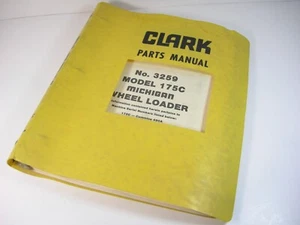 CLARK
PARTS MANUAL
No. 3259
MODEL 175C
MICHIGAN
WHEEL LOADER